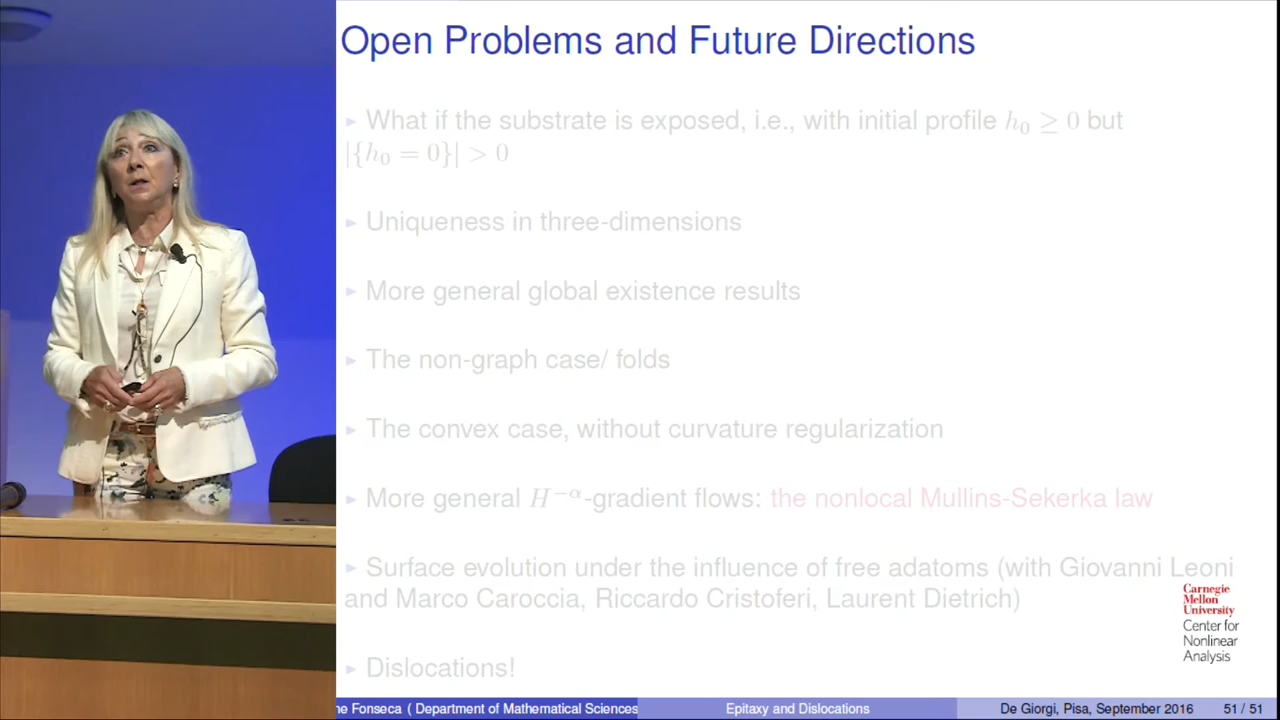 Open Problems and Future Directions
▸ What if the substrate is exposed, i.e., with initial profile h₀ ≥ 0 but
|{h₀ = 0}| > 0
▸ Uniqueness in three-dimensions
▸ More general global existence results
▸ The non-graph case/ folds
▸ The convex case, without curvature regularization
▸ More general H⁻ᵅ-gradient flows: the nonlocal Mullins-Sekerka law
▸ Surface evolution under the influence of free adatoms (with Giovanni Leoni
and Marco Caroccia, Riccardo Cristoferi, Laurent Dietrich)
Carnegie
Mellon
University
Center for
Nonlinear
Analysis
▸ Dislocations!
ne Fonseca ( Department of Mathematical Sciences Epitaxy and Dislocations De Giorgi, Pisa, September 2016 51 / 51